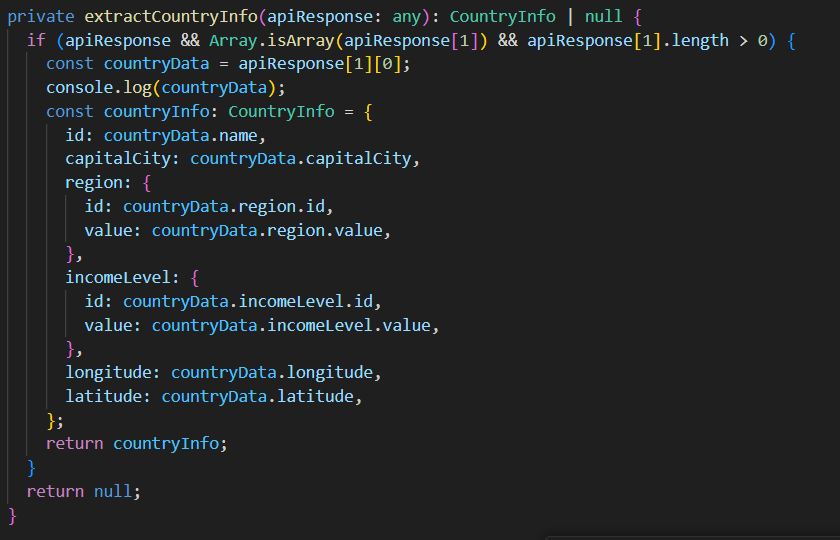 private extractCountryInfo(apiResponse: any): CountryInfo | null {
if (apiResponse && Array.isArray(apiResponse[1]) && apiResponse[1].length > 0) {
const countryData = apiResponse[1][0];
console.log(countryData);
const countryInfo: CountryInfo = {
id: countryData.name,
capitalCity: countryData.capitalCity,
region: {
id: countryData.region.id,
value: countryData.region.value,
},
incomeLevel: {
id: countryData.incomeLevel.id,
value: countryData.incomeLevel.value,
},
longitude: countryData.longitude,
latitude: countryData.latitude,
};
return countryInfo;
}
return null;
}